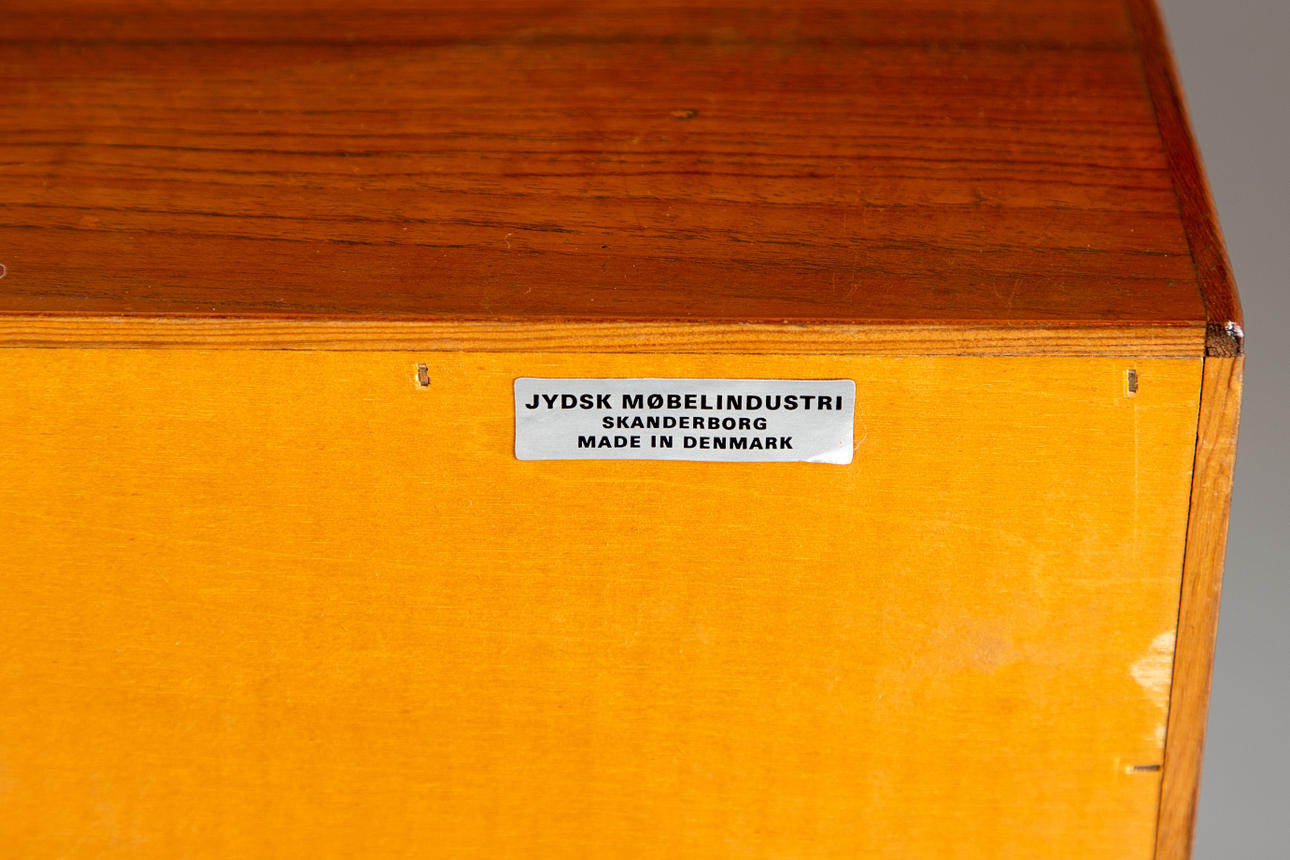 JYDSK MØBELINDUSTRI
SKANDERBORG
MADE IN DENMARK